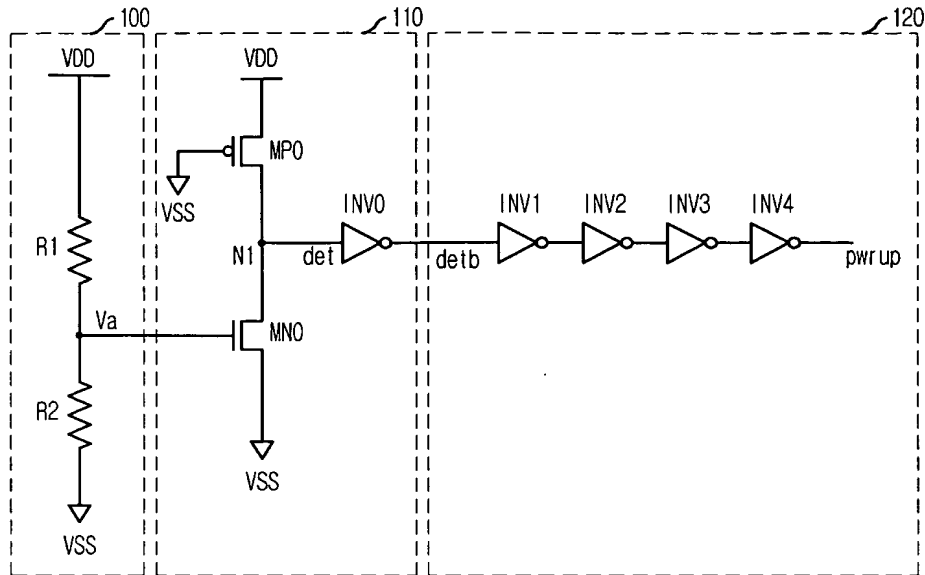 100
110
120
VDD
VDD
MP0
VSS
INV0
INV1
INV2
INV3
INV4
R1
N1
det
detb
pwrup
Va
MN0
R2
VSS
VSS